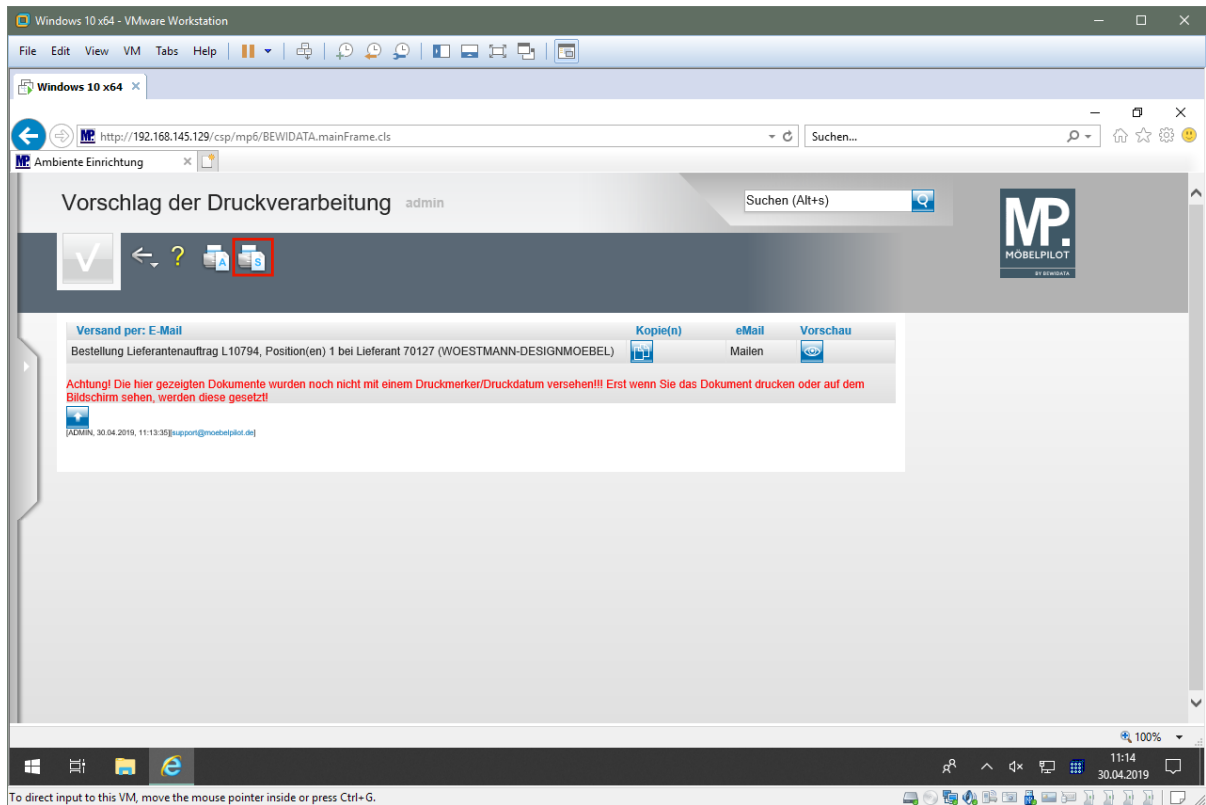 Windows 10 x64 - VMware Workstation
File Edit View VM Tabs Help
Windows 10 x64
http://192.168.145.129/csp/mp6/BEWIDATA.mainFrame.cls
Suchen...
MP. Ambiente Einrichtung
Vorschlag der Druckverarbeitung admin
Suchen (Alt+s)
MP.
MÖBELPILOT
BY BEWIDATA
? A S
Versand per: E-Mail Kopie(n) eMail Vorschau
Bestellung Lieferantenauftrag L10794, Position(en) 1 bei Lieferant 70127 (WOESTMANN-DESIGNMOEBEL) Mailen
Achtung! Die hier gezeigten Dokumente wurden noch nicht mit einem Druckmerker/Druckdatum versehen!!! Erst wenn Sie das Dokument drucken oder auf dem
Bildschirm sehen, werden diese gesetzt!
[ADMIN, 30.04.2019, 11:13:35][support@moebelpilot.de]
100%
11:14
30.04.2019
To direct input to this VM, move the mouse pointer inside or press Ctrl+G.